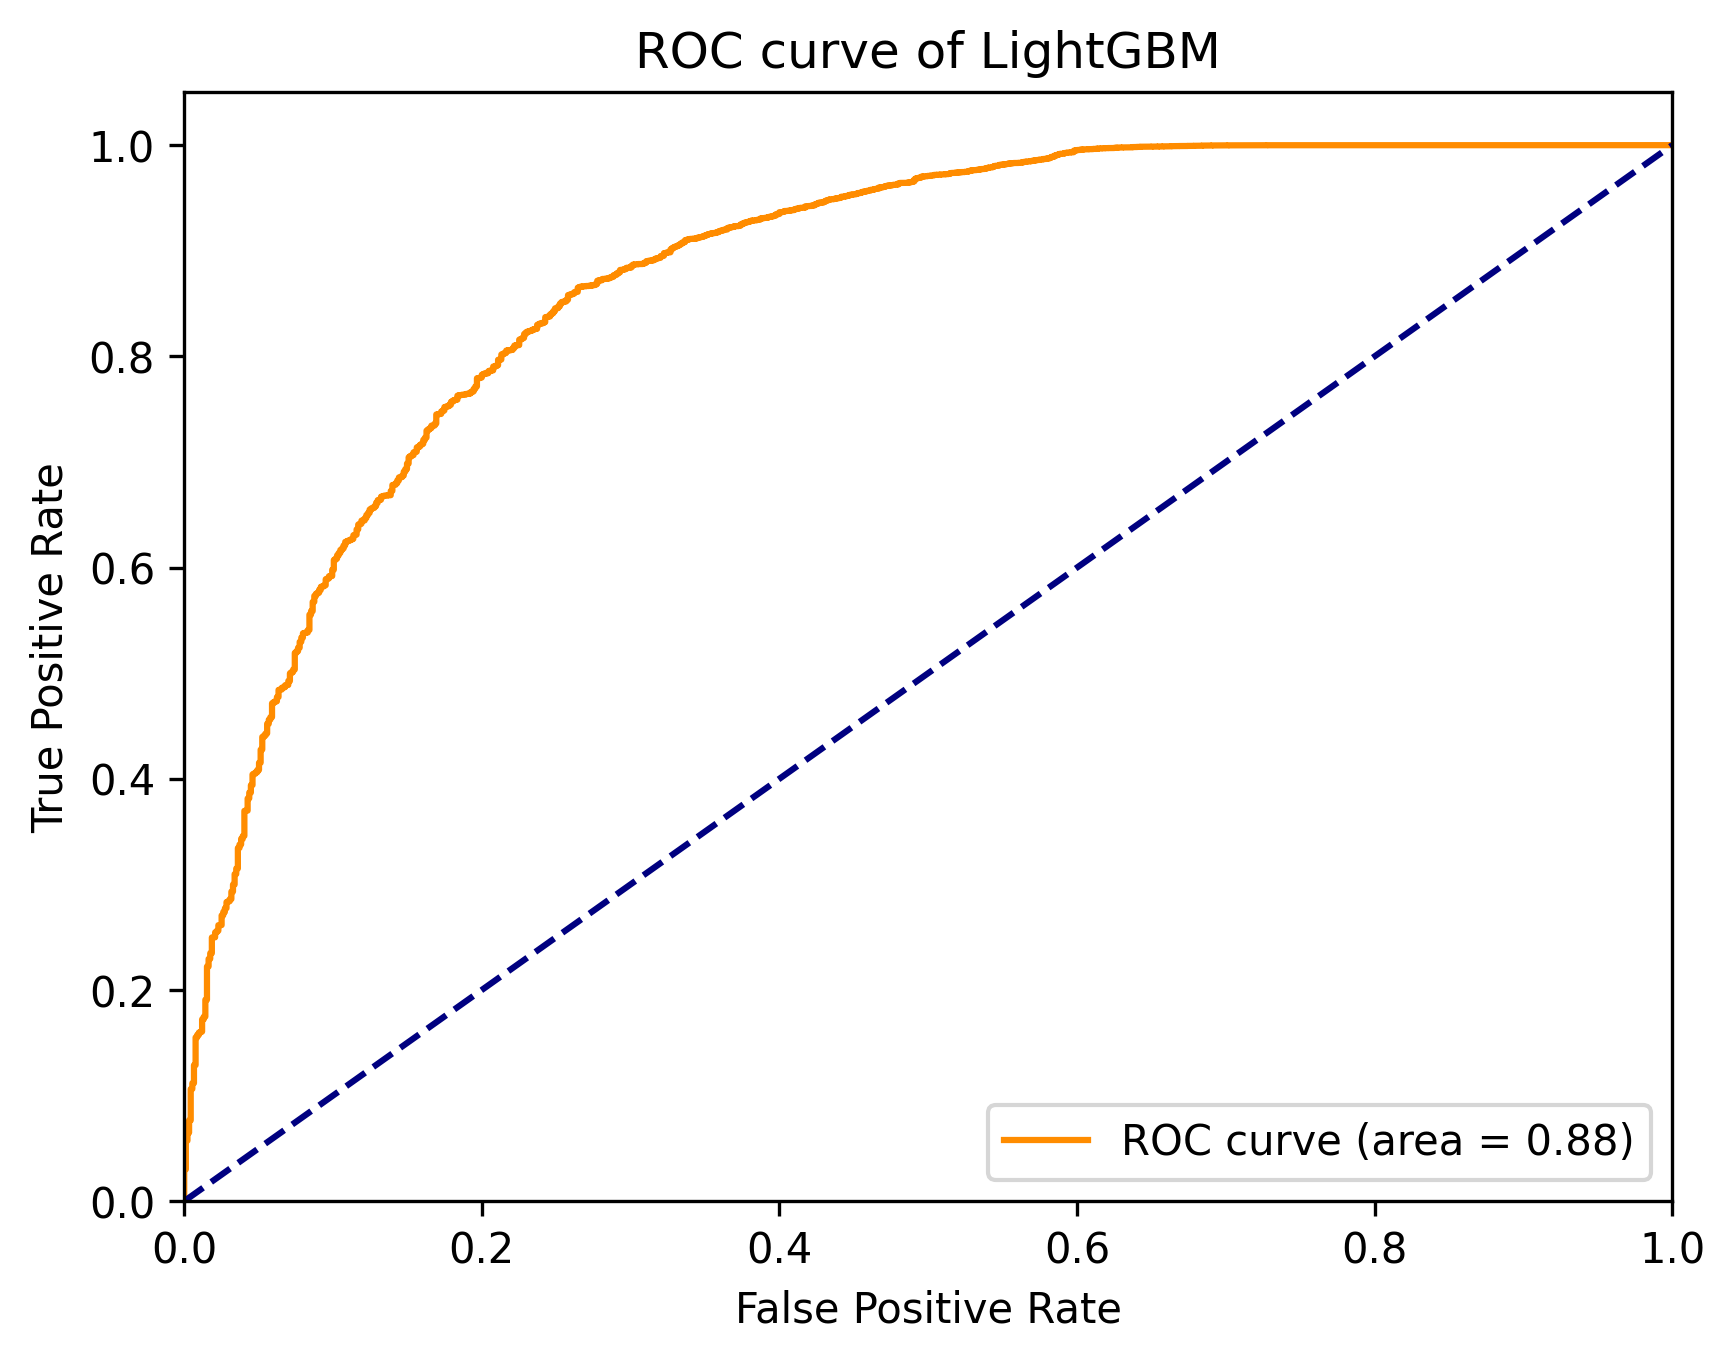 ROC curve of LightGBM
1.0
0.8
0.6
0.4
0.2
0.0
True Positive Rate
ROC curve (area = 0.88)
0.0 0.2 0.4 0.6 0.8 1.0
False Positive Rate